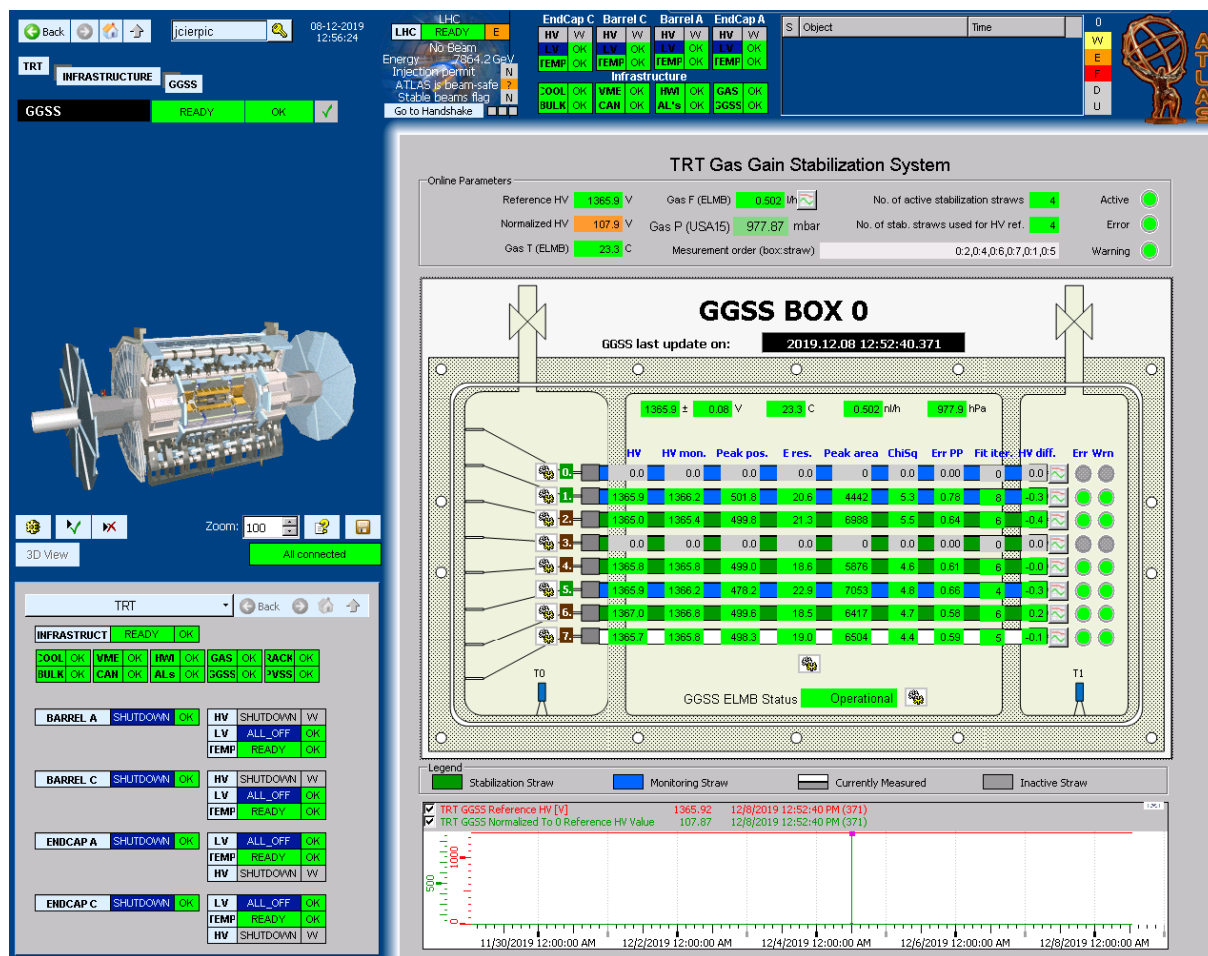 Back
jcierpic
08-12-2019
12:56:24
TRT
INFRASTRUCTURE
GGSS
GGSS READY OK
LHC
LHC READY E
No Beam
Energy 7864.2 GeV
Injection permit N
ATLAS is beam-safe ?
Stable beams flag N
Go to Handshake
EndCap C Barrel C Barrel A EndCap A
HV W HV W HV W HV W
LV OK LV OK LV OK LV OK
TEMP OK TEMP OK TEMP OK TEMP OK
Infrastructure
COOL OK VME OK HWI OK GAS OK
BULK OK CAN OK AL's OK GGSS OK
S Object Time
0
W
E
F
D
U
ATLAS
TRT Gas Gain Stabilization System
Online Parameters
Reference HV 1365.9 V Gas F (ELMB) 0.502 l/h No. of active stabilization straws 4 Active
Normalized HV 107.9 V Gas P (USA15) 977.87 mbar No. of stab. straws used for HV ref. 4 Error
Gas T (ELMB) 23.3 C Mesurement order (box:straw) 0:2,0:4,0:6,0:7,0:1,0:5 Warning
GGSS BOX 0
GGSS last update on: 2019.12.08 12:52:40.371
1365.9 ± 0.08 V 23.3 C 0.502 nl/h 977.9 hPa
HV HV mon. Peak pos. E res. Peak area ChiSq Err PP Fit iter. HV diff. Err Wrn
0. 0.0 0.0 0.0 0.0 0 0.0 0.00 0 0.0
1. 1365.9 1366.2 501.8 20.6 4442 5.3 0.78 8 -0.3
2. 1365.0 1365.4 499.8 21.3 6988 5.5 0.64 6 -0.4
3. 0.0 0.0 0.0 0.0 0 0.0 0.00 0 0.0
4. 1365.8 1365.8 499.0 18.6 5876 4.6 0.61 6 -0.0
5. 1365.9 1366.2 478.2 22.9 7053 4.8 0.66 4 -0.3
6. 1367.0 1366.8 499.6 18.5 6417 4.7 0.58 6 0.2
7. 1365.7 1365.8 498.3 19.0 6504 4.4 0.59 5 -0.1
T0
T1
GGSS ELMB Status Operational
Legend
Stabilization Straw Monitoring Straw Currently Measured Inactive Straw
TRT GGSS Reference HV [V] 1365.92 12/8/2019 12:52:40 PM (371)
TRT GGSS Normalized To 0 Reference HV Value 107.87 12/8/2019 12:52:40 PM (371)
1000
500
0
11/30/2019 12:00:00 AM 12/2/2019 12:00:00 AM 12/4/2019 12:00:00 AM 12/6/2019 12:00:00 AM 12/8/2019 12:00:00 AM
Zoom: 100
3D View
All connected
TRT Back
INFRASTRUCT READY OK
COOL OK VME OK HWI OK GAS OK RACK OK
BULK OK CAN OK ALs OK GGSS OK PVSS OK
BARREL A SHUTDOWN OK HV SHUTDOWN W
LV ALL_OFF OK
TEMP READY OK
BARREL C SHUTDOWN OK HV SHUTDOWN W
LV ALL_OFF OK
TEMP READY OK
ENDCAP A SHUTDOWN OK LV ALL_OFF OK
TEMP READY OK
HV SHUTDOWN W
ENDCAP C SHUTDOWN OK LV ALL_OFF OK
TEMP READY OK
HV SHUTDOWN W